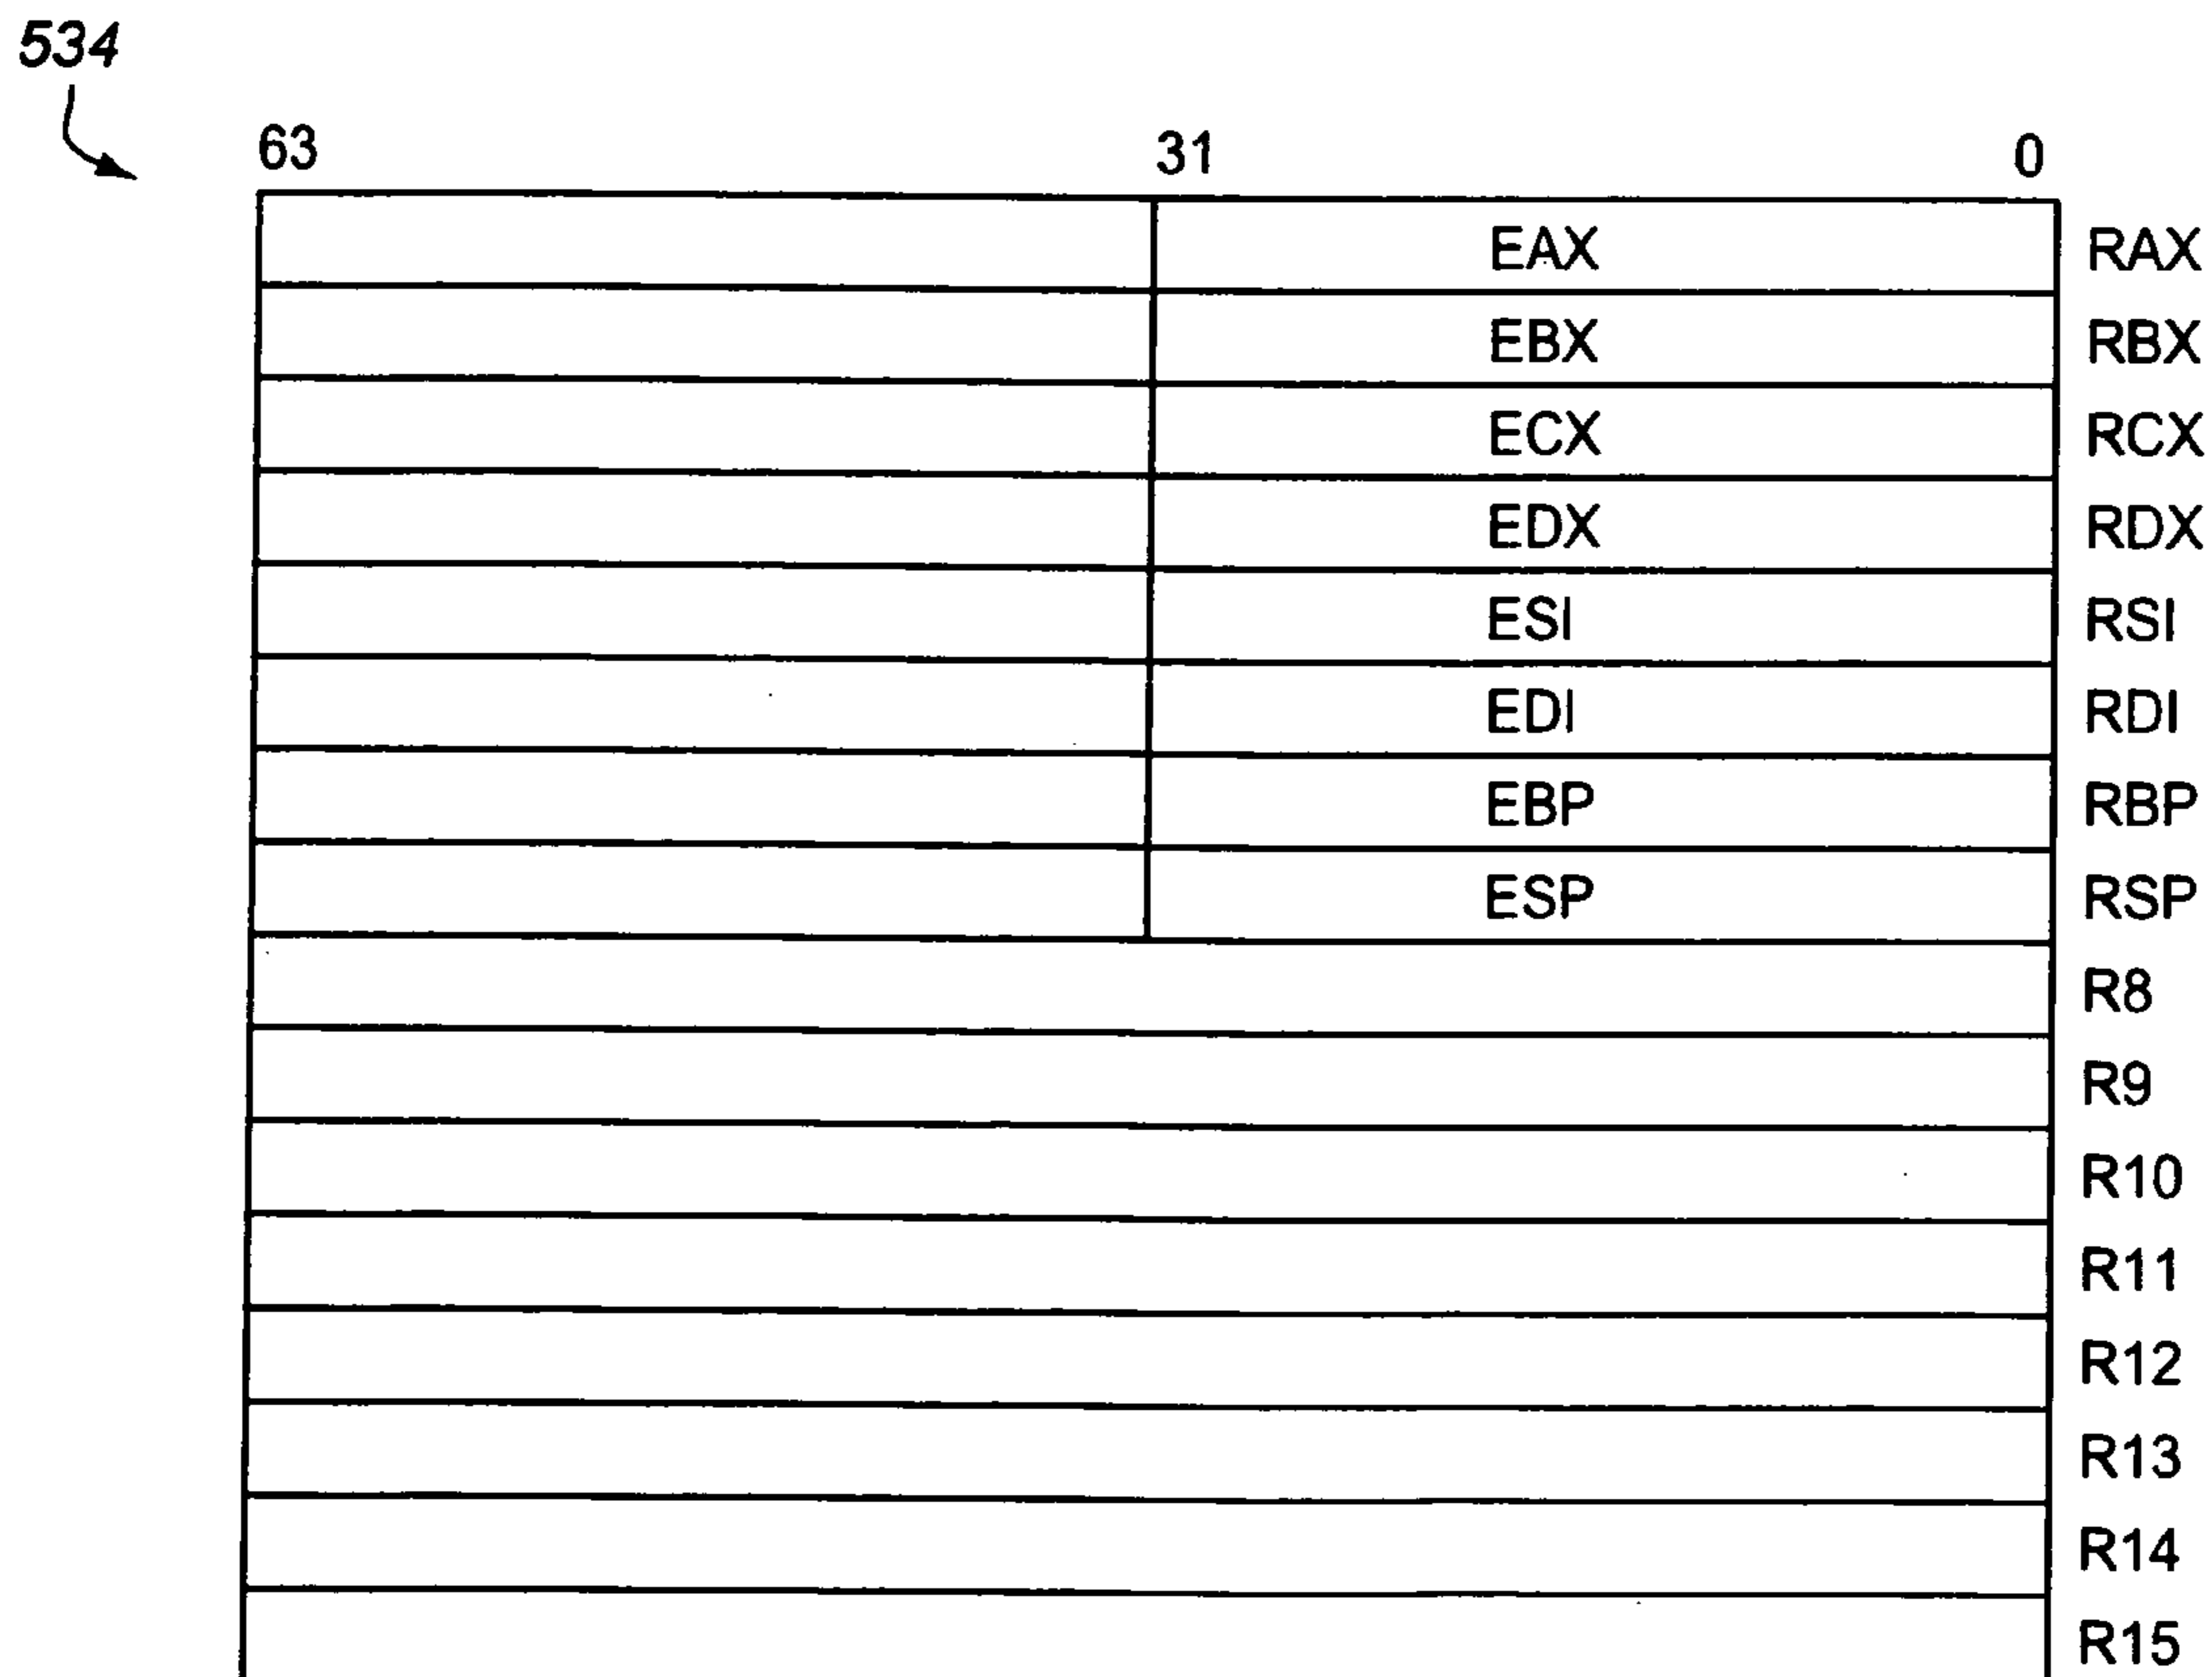 534
63 31 0
EAX RAX
EBX RBX
ECX RCX
EDX RDX
ESI RSI
EDI RDI
EBP RBP
ESP RSP
R8
R9
R10
R11
R12
R13
R14
R15